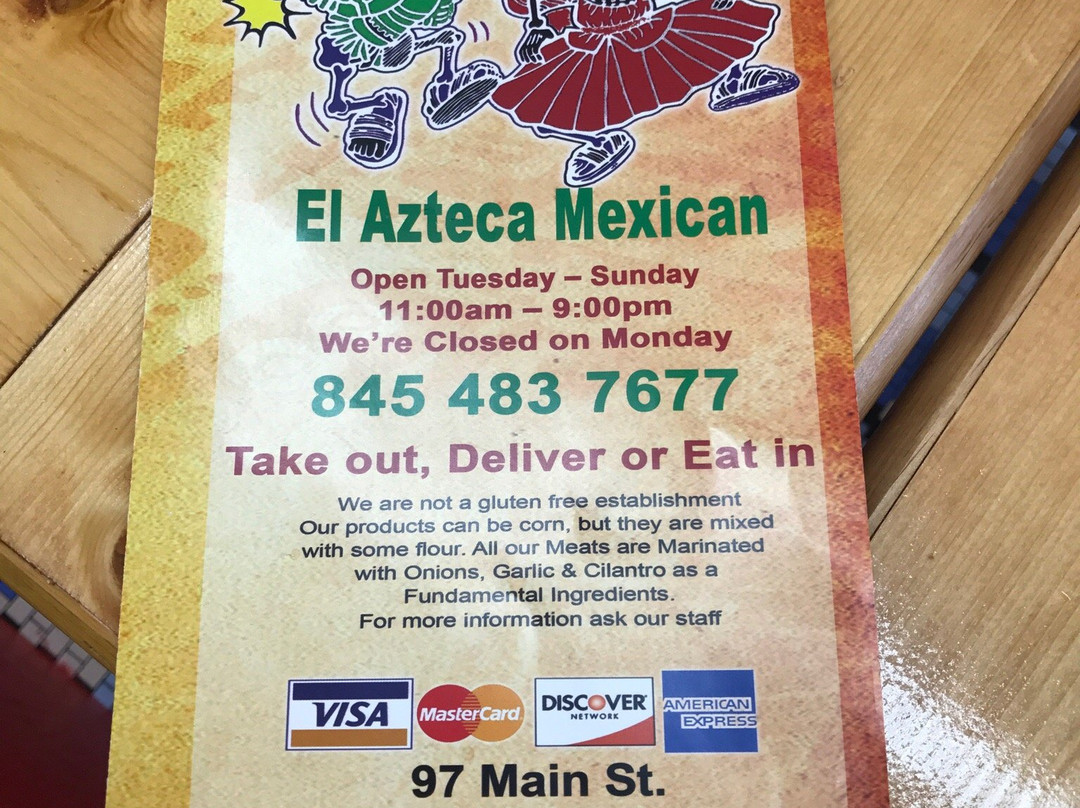 El Azteca Mexican
Open Tuesday – Sunday
11:00am – 9:00pm
We're Closed on Monday
845 483 7677
Take out, Deliver or Eat in
We are not a gluten free establishment
Our products can be corn, but they are mixed
with some flour. All our Meats are Marinated
with Onions, Garlic & Cilantro as a
Fundamental Ingredients.
For more information ask our staff
VISA MasterCard DISCOVER NETWORK AMERICAN EXPRESS
97 Main St.